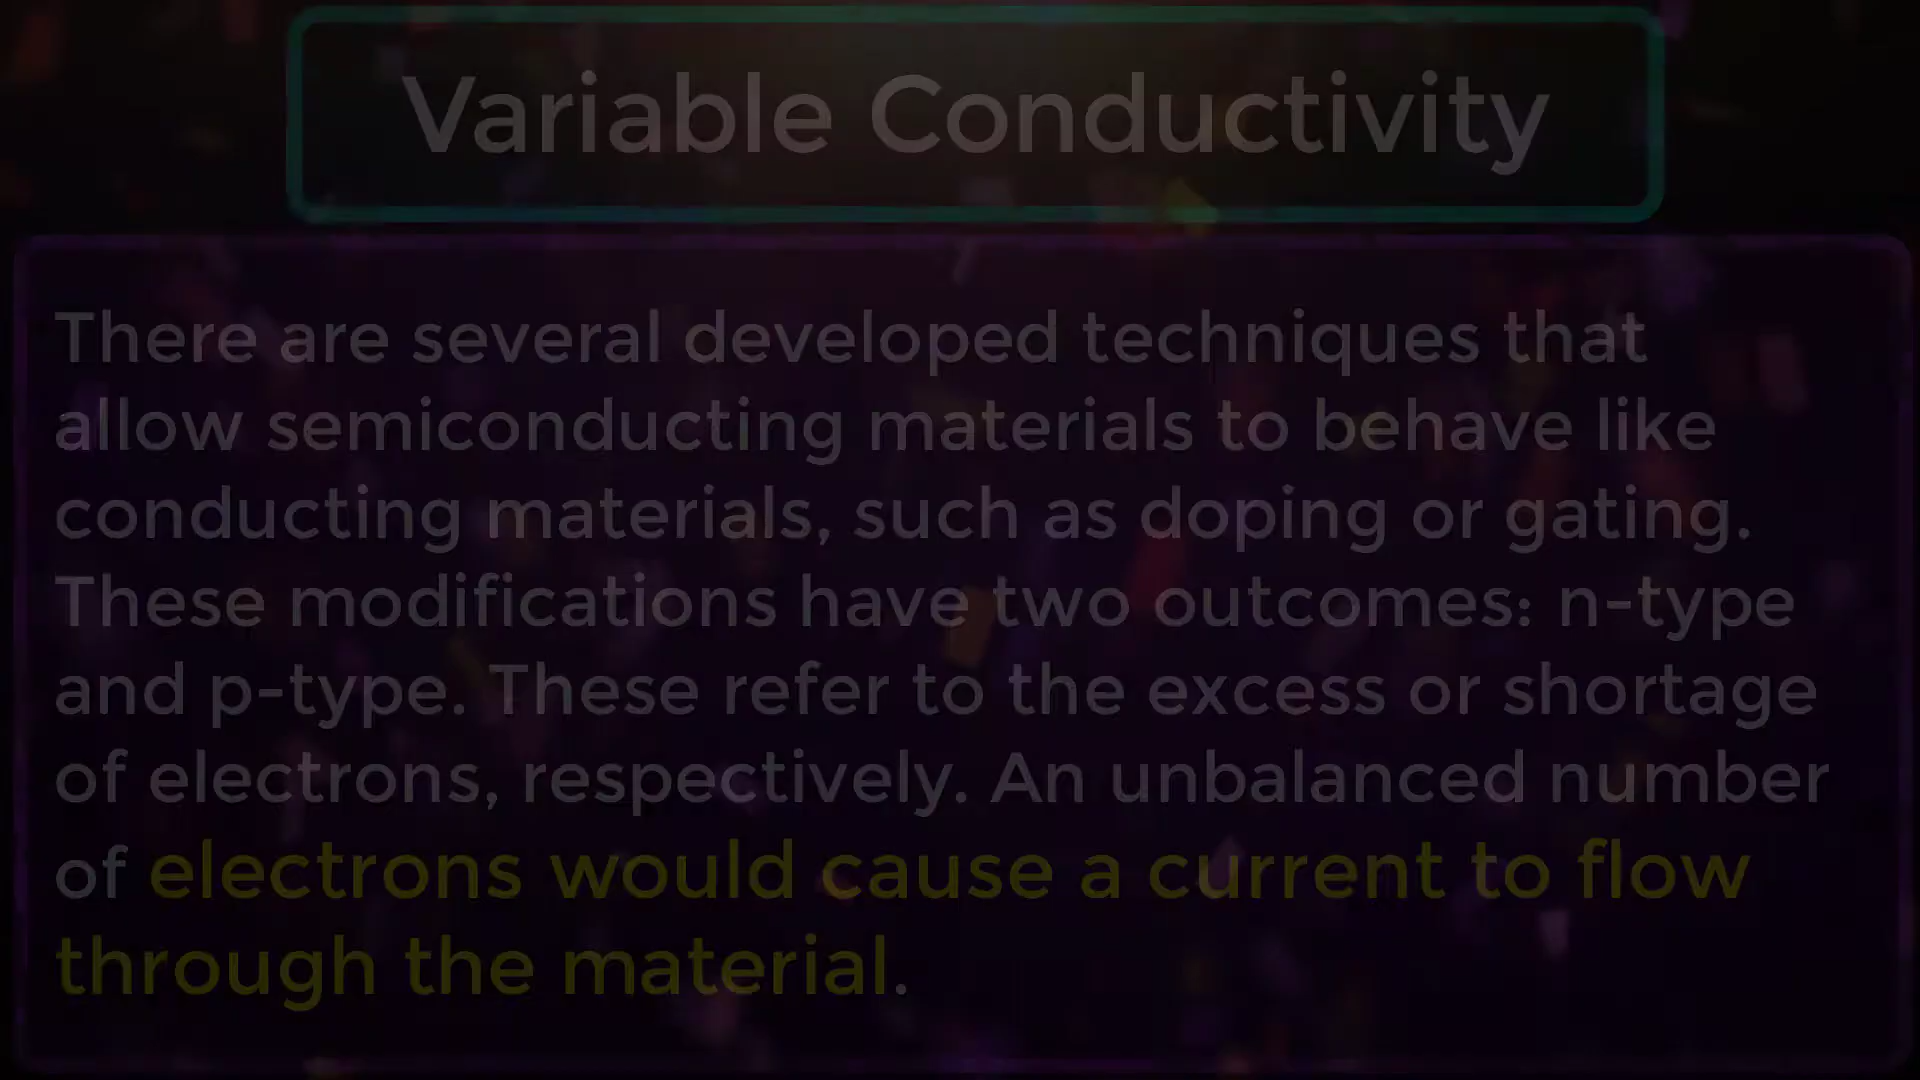 Variable Conductivity
There are several developed techniques that
allow semiconducting materials to behave like
conducting materials, such as doping or gating.
These modifications have two outcomes: n-type
and p-type. These refer to the excess or shortage
of electrons, respectively. An unbalanced number
of electrons would cause a current to flow
through the material.